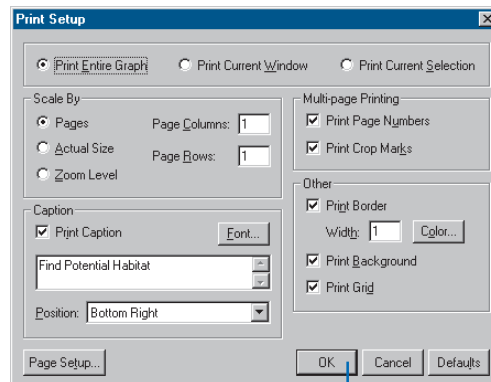 Print Setup
Print Entire Graph Print Current Window Print Current Selection
Scale By
Pages Page Columns: 1
Actual Size Page Rows: 1
Zoom Level
Caption
Print Caption Font...
Find Potential Habitat
Position: Bottom Right
Multi-page Printing
Print Page Numbers
Print Crop Marks
Other
Print Border
Width: 1 Color...
Print Background
Print Grid
Page Setup... OK Cancel Defaults